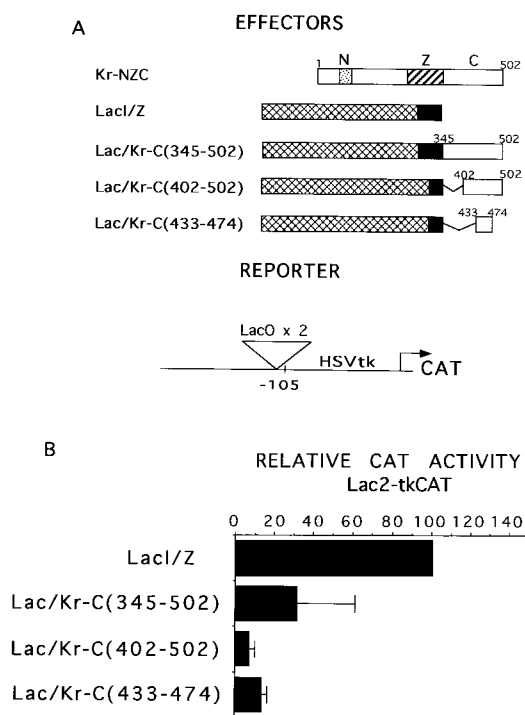 A
EFFECTORS
1 N Z C 502
Kr-NZC
LacI/Z
345 502
Lac/Kr-C(345-502)
402 502
Lac/Kr-C(402-502)
433 474
Lac/Kr-C(433-474)
REPORTER
LacO x 2
HSVtk
CAT
-105
B
RELATIVE CAT ACTIVITY
Lac2-tkCAT
0 20 40 60 80 100 120 140
LacI/Z
Lac/Kr-C(345-502)
Lac/Kr-C(402-502)
Lac/Kr-C(433-474)